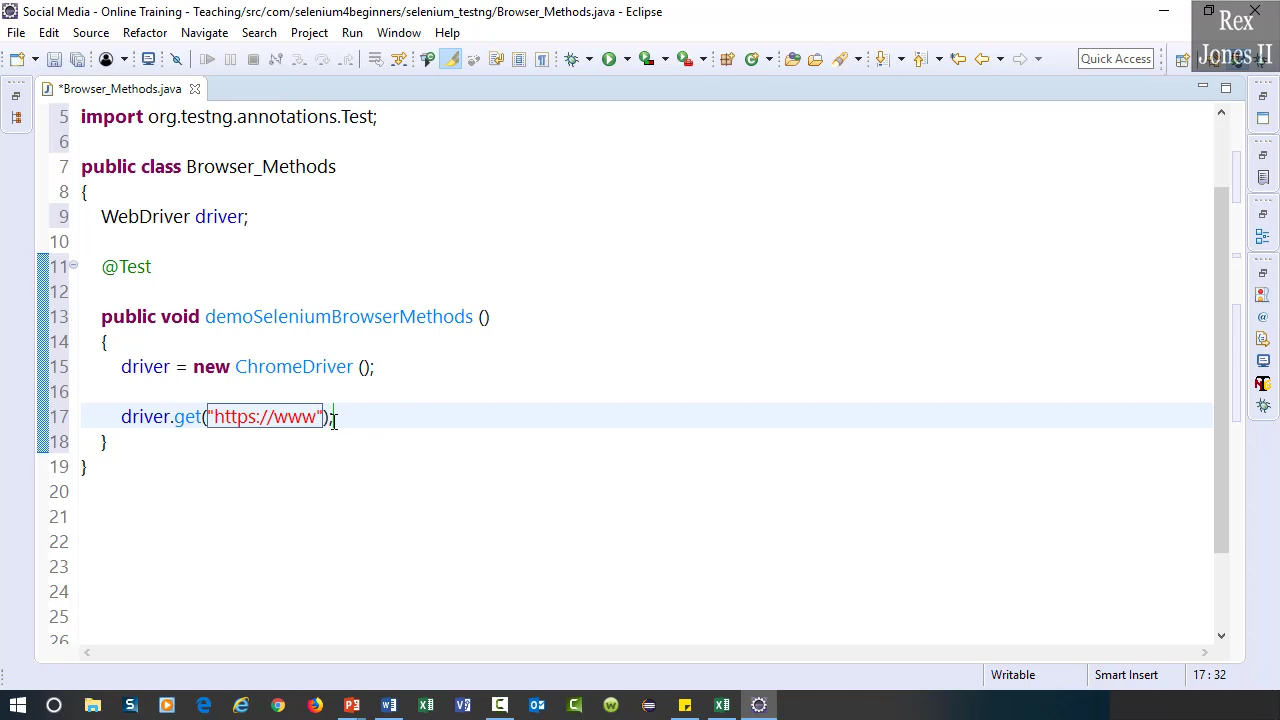 Social Media - Online Training - Teaching/src/com/selenium4beginners/selenium_testng/Browser_Methods.java - Eclipse
Rex
Jones II
File Edit Source Refactor Navigate Search Project Run Window Help
Quick Access
*Browser_Methods.java
5 import org.testng.annotations.Test;
6
7 public class Browser_Methods
8 {
9 WebDriver driver;
10
11 @Test
12
13 public void demoSeleniumBrowserMethods ()
14 {
15 driver = new ChromeDriver ();
16
17 driver.get("https://www");
18 }
19 }
20
21
22
23
24
25
26
Writable Smart Insert 17 : 32